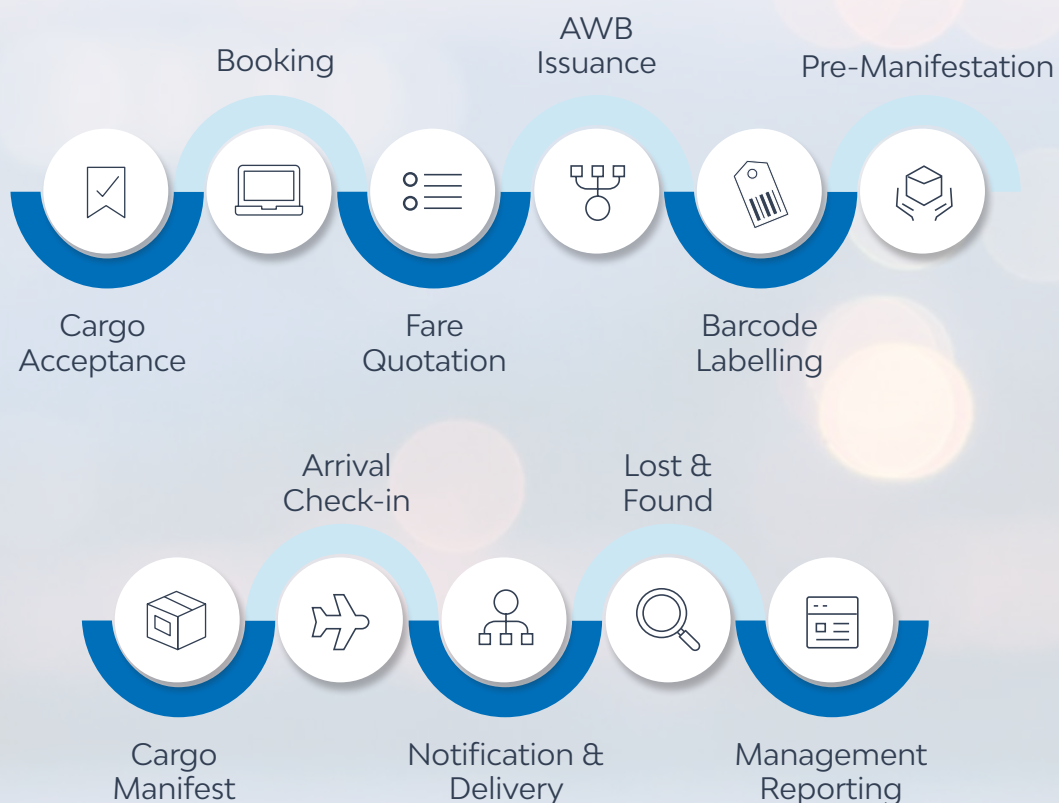 Booking
AWB
Issuance
Pre-Manifestation
Cargo
Acceptance
Fare
Quotation
Barcode
Labelling
Arrival
Check-in
Lost &
Found
Cargo
Manifest
Notification &
Delivery
Management
Reporting